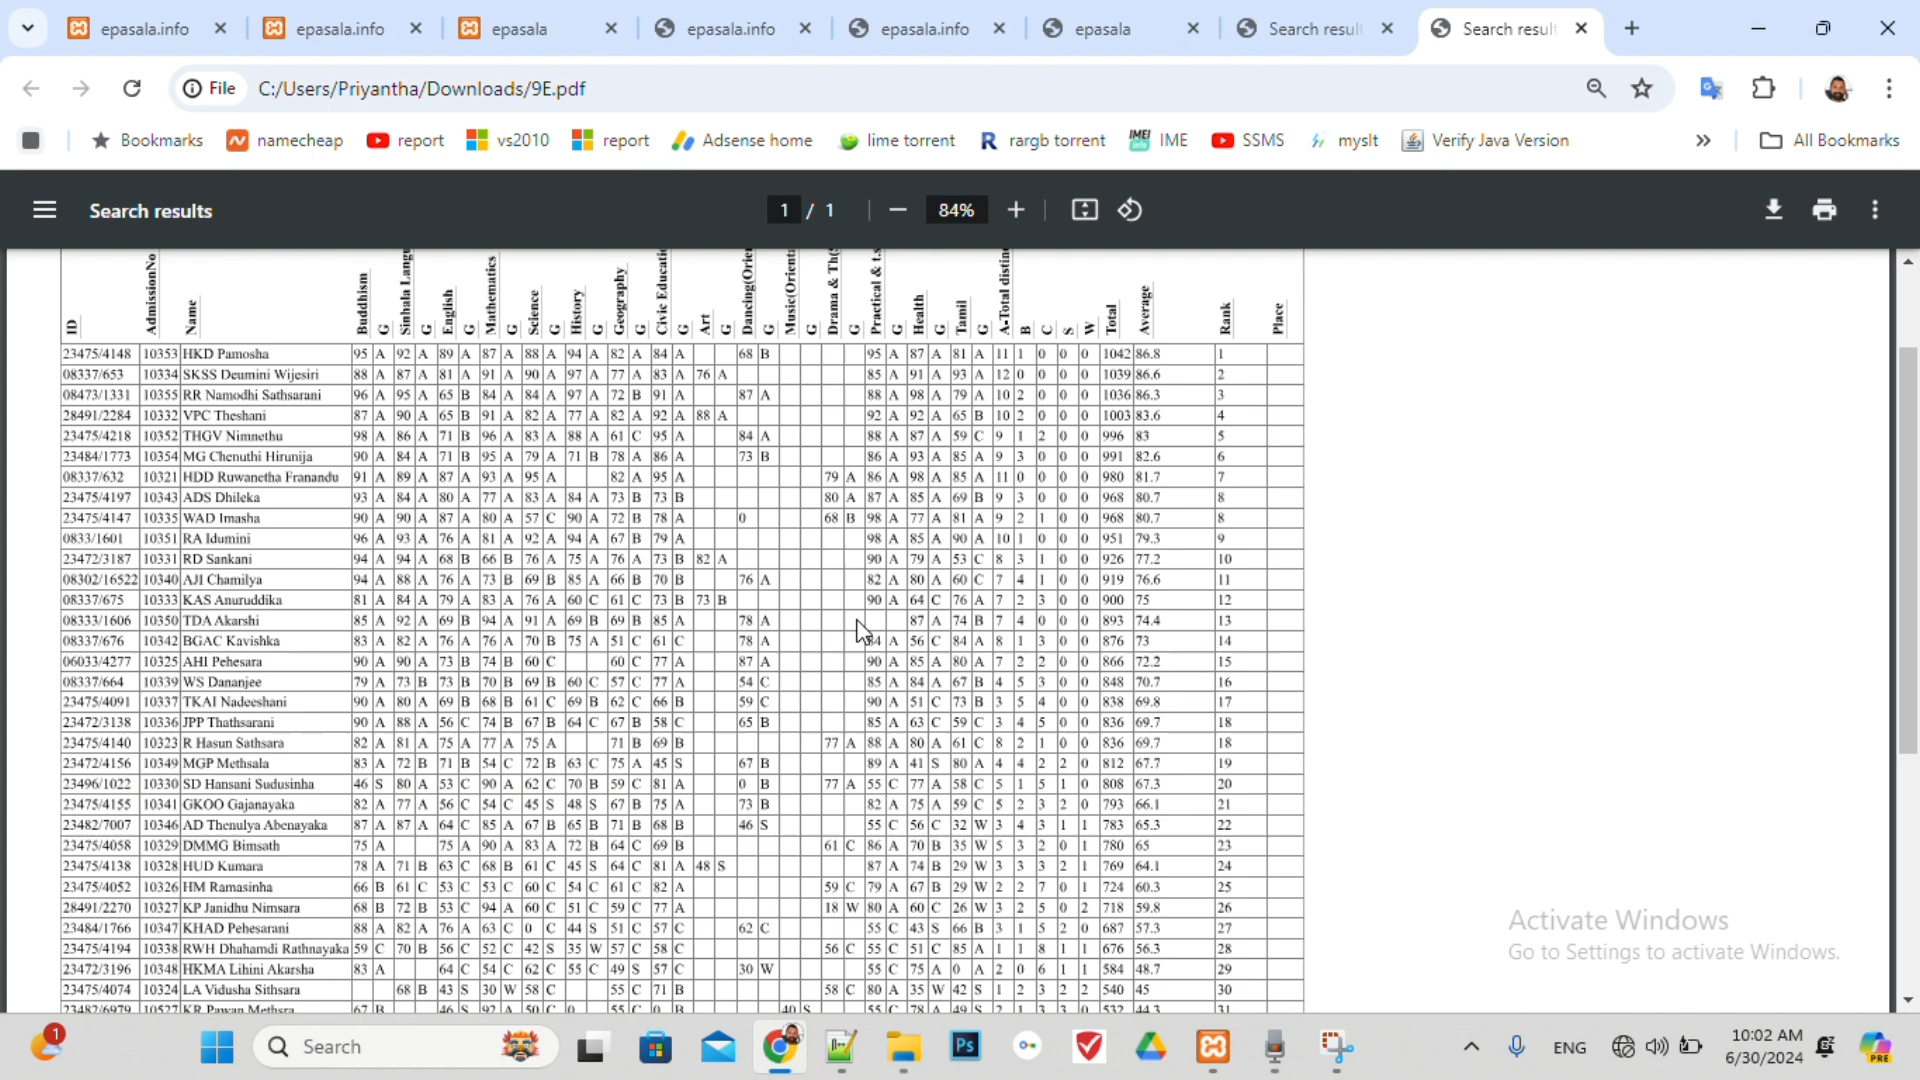 epasala.info epasala.info epasala epasala.info epasala.info epasala Search result Search result
File C:/Users/Priyantha/Downloads/9E.pdf
Bookmarks namecheap report vs2010 report Adsense home lime torrent rargb torrent IMEI IME SSMS myslt Verify Java Version » All Bookmarks
Search results 1 / 1 84%
ID AdmissionNo Name Buddhism G Sinhala Langu G English G Mathematics G Science G History G Geography G Civic Educati G Art G Dancing(Orie G Music(Orienta G Drama & Th( G Practical & t.s G Health G Tamil G A-Total distinc B C S W Total Average Rank Place
23475/4148 10353 HKD Pamosha 95 A 92 A 89 A 87 A 88 A 94 A 82 A 84 A 68 B 95 A 87 A 81 A 11 1 0 0 0 1042 86.8 1
08337/653 10334 SKSS Deumini Wijesiri 88 A 87 A 81 A 91 A 90 A 97 A 77 A 83 A 76 A 85 A 91 A 93 A 12 0 0 0 0 1039 86.6 2
08473/1331 10355 RR Namodhi Sathsarani 96 A 95 A 65 B 84 A 84 A 97 A 72 B 91 A 87 A 88 A 98 A 79 A 10 2 0 0 0 1036 86.3 3
28491/2284 10332 VPC Theshani 87 A 90 A 65 B 91 A 82 A 77 A 82 A 92 A 88 A 92 A 92 A 65 B 10 2 0 0 0 1003 83.6 4
23475/4218 10352 THGV Nimnethu 98 A 86 A 71 B 96 A 83 A 88 A 61 C 95 A 84 A 88 A 87 A 59 C 9 1 2 0 0 996 83 5
23484/1773 10354 MG Chenuthi Hirunija 90 A 84 A 71 B 95 A 79 A 71 B 78 A 86 A 73 B 86 A 93 A 85 A 9 3 0 0 0 991 82.6 6
08337/632 10321 HDD Ruwanetha Franandu 91 A 89 A 87 A 93 A 95 A 82 A 95 A 79 A 86 A 98 A 85 A 11 0 0 0 0 980 81.7 7
23475/4197 10343 ADS Dhileka 93 A 84 A 80 A 77 A 83 A 84 A 73 B 73 B 80 A 87 A 85 A 69 B 9 3 0 0 0 968 80.7 8
23475/4147 10335 WAD Imasha 90 A 90 A 87 A 80 A 57 C 90 A 72 B 78 A 0 68 B 98 A 77 A 81 A 9 2 1 0 0 968 80.7 8
0833/1601 10351 RA Idumini 96 A 93 A 76 A 81 A 92 A 94 A 67 B 79 A 98 A 85 A 90 A 10 1 0 0 0 951 79.3 9
23472/3187 10331 RD Sankani 94 A 94 A 68 B 66 B 76 A 75 A 76 A 73 B 82 A 90 A 79 A 53 C 8 3 1 0 0 926 77.2 10
08302/16522 10340 AJI Chamilya 94 A 88 A 76 A 73 B 69 B 85 A 66 B 70 B 76 A 82 A 80 A 60 C 7 4 1 0 0 919 76.6 11
08337/675 10333 KAS Anuruddika 81 A 84 A 79 A 83 A 76 A 60 C 61 C 73 B 73 B 90 A 64 C 76 A 7 2 3 0 0 900 75 12
08333/1606 10350 TDA Akarshi 85 A 92 A 69 B 94 A 91 A 69 B 69 B 85 A 78 A 87 A 74 B 7 4 0 0 0 893 74.4 13
08337/676 10342 BGAC Kavishka 83 A 82 A 76 A 76 A 70 B 75 A 51 C 61 C 78 A 84 A 56 C 84 A 8 1 3 0 0 876 73 14
06033/4277 10325 AHI Pehesara 90 A 90 A 73 B 74 B 60 C 60 C 77 A 87 A 90 A 85 A 80 A 7 2 2 0 0 866 72.2 15
08337/664 10339 WS Dananjee 79 A 73 B 73 B 70 B 69 B 60 C 57 C 77 A 54 C 85 A 84 A 67 B 4 5 3 0 0 848 70.7 16
23475/4091 10337 TKAI Nadeeshani 90 A 80 A 69 B 68 B 61 C 69 B 62 C 66 B 59 C 90 A 51 C 73 B 3 5 4 0 0 838 69.8 17
23472/3138 10336 JPP Thathsarani 90 A 88 A 56 C 74 B 67 B 64 C 67 B 58 C 65 B 85 A 63 C 59 C 3 4 5 0 0 836 69.7 18
23475/4140 10323 R Hasun Sathsara 82 A 81 A 75 A 77 A 75 A 71 B 69 B 77 A 88 A 80 A 61 C 8 2 1 0 0 836 69.7 18
23472/4156 10349 MGP Methsala 83 A 72 B 71 B 54 C 72 B 63 C 75 A 45 S 67 B 89 A 41 S 80 A 4 4 2 2 0 812 67.7 19
23496/1022 10330 SD Hansani Sudusinha 46 S 80 A 53 C 90 A 62 C 70 B 59 C 81 A 0 B 77 A 55 C 77 A 58 C 5 1 5 1 0 808 67.3 20
23475/4155 10341 GKOO Gajanayaka 82 A 77 A 56 C 54 C 45 S 48 S 67 B 75 A 73 B 82 A 75 A 59 C 5 2 3 2 0 793 66.1 21
23482/7007 10346 AD Thenulya Abenayaka 87 A 87 A 64 C 85 A 67 B 65 B 71 B 68 B 46 S 55 C 56 C 32 W 3 4 3 1 1 783 65.3 22
23475/4058 10329 DMMG Bimsath 75 A 75 A 90 A 83 A 72 B 64 C 69 B 61 C 86 A 70 B 35 W 5 3 2 0 1 780 65 23
23475/4138 10328 HUD Kumara 78 A 71 B 63 C 68 B 61 C 45 S 64 C 81 A 48 S 87 A 74 B 29 W 3 3 3 2 1 769 64.1 24
23475/4052 10326 HM Ramasinha 66 B 61 C 53 C 53 C 60 C 54 C 61 C 82 A 59 C 79 A 67 B 29 W 2 2 7 0 1 724 60.3 25
28491/2270 10327 KP Janidhu Nimsara 68 B 72 B 53 C 94 A 60 C 51 C 59 C 77 A 18 W 80 A 60 C 26 W 3 2 5 0 2 718 59.8 26
23484/1766 10347 KHAD Pehesarani 88 A 82 A 76 A 63 C 0 C 44 S 51 C 57 C 62 C 55 C 43 S 66 B 3 1 5 2 0 687 57.3 27
23475/4194 10338 RWH Dhahamdi Rathnayaka 59 C 70 B 56 C 52 C 42 S 35 W 57 C 58 C 56 C 55 C 51 C 85 A 1 1 8 1 1 676 56.3 28
23472/3196 10348 HKMA Lihini Akarsha 83 A 64 C 54 C 62 C 55 C 49 S 57 C 30 W 55 C 75 A 0 A 2 0 6 1 1 584 48.7 29
23475/4074 10324 LA Vidusha Sithsara 68 B 43 S 30 W 58 C 55 C 71 B 58 C 80 A 35 W 42 S 1 2 3 2 2 540 45 30
23482/6979 10527 KR Pawan Methsra 67 B 46 S 92 A 50 C 0 55 C 0 B 40 S 55 C 78 A 49 S 2 1 3 3 0 532 44.3 31
Activate Windows
Go to Settings to activate Windows.
1 Search Ps ENG 10:02 AM
6/30/2024 PRE